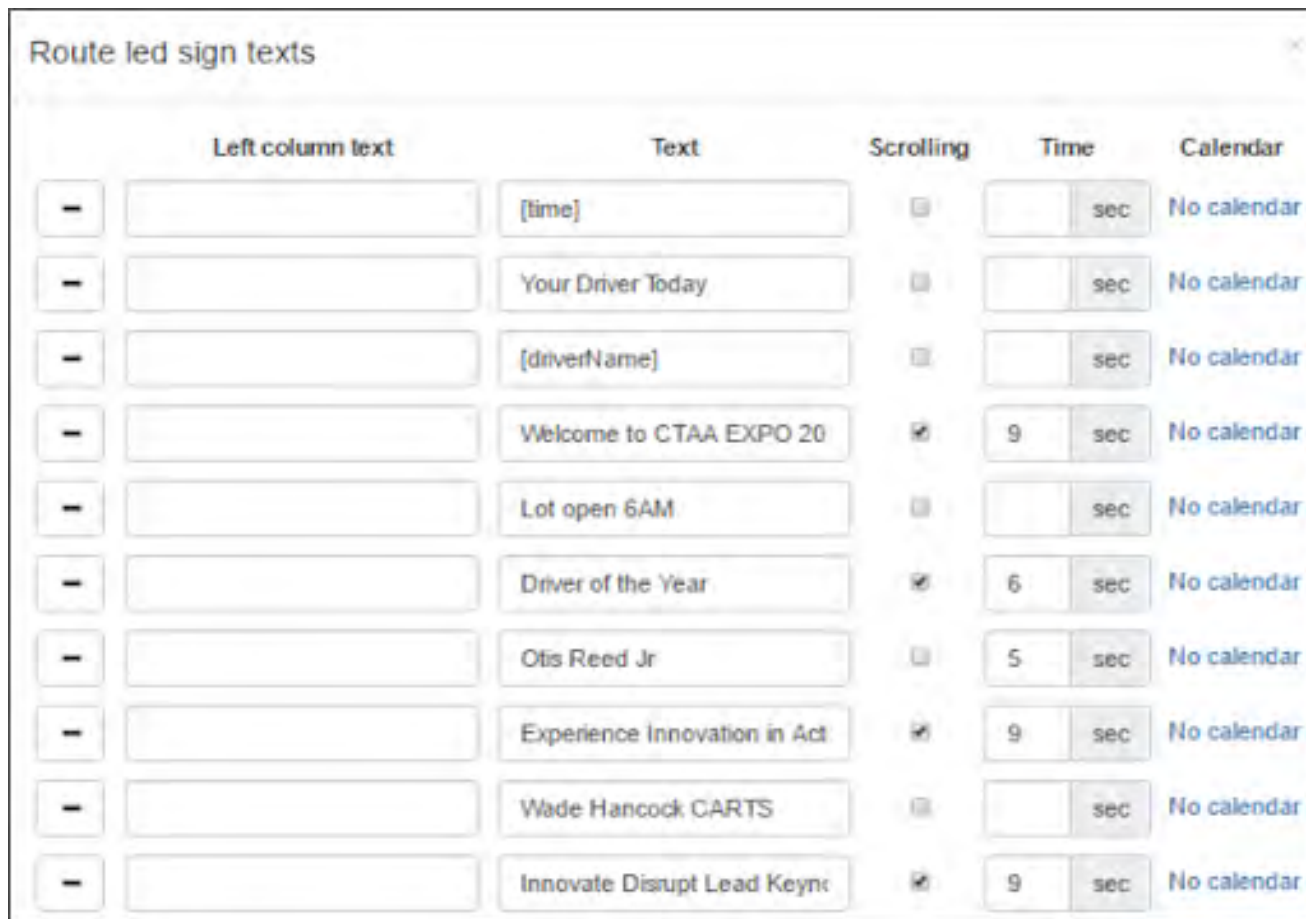 Route led sign texts ×
Left column text Text Scrolling Time Calendar
[time] sec No calendar
Your Driver Today sec No calendar
[driverName] sec No calendar
Welcome to CTAA EXPO 20 9 sec No calendar
Lot open 6AM sec No calendar
Driver of the Year 6 sec No calendar
Otis Reed Jr 5 sec No calendar
Experience Innovation in Act 9 sec No calendar
Wade Hancock CARTS sec No calendar
Innovate Disrupt Lead Keyno 9 sec No calendar